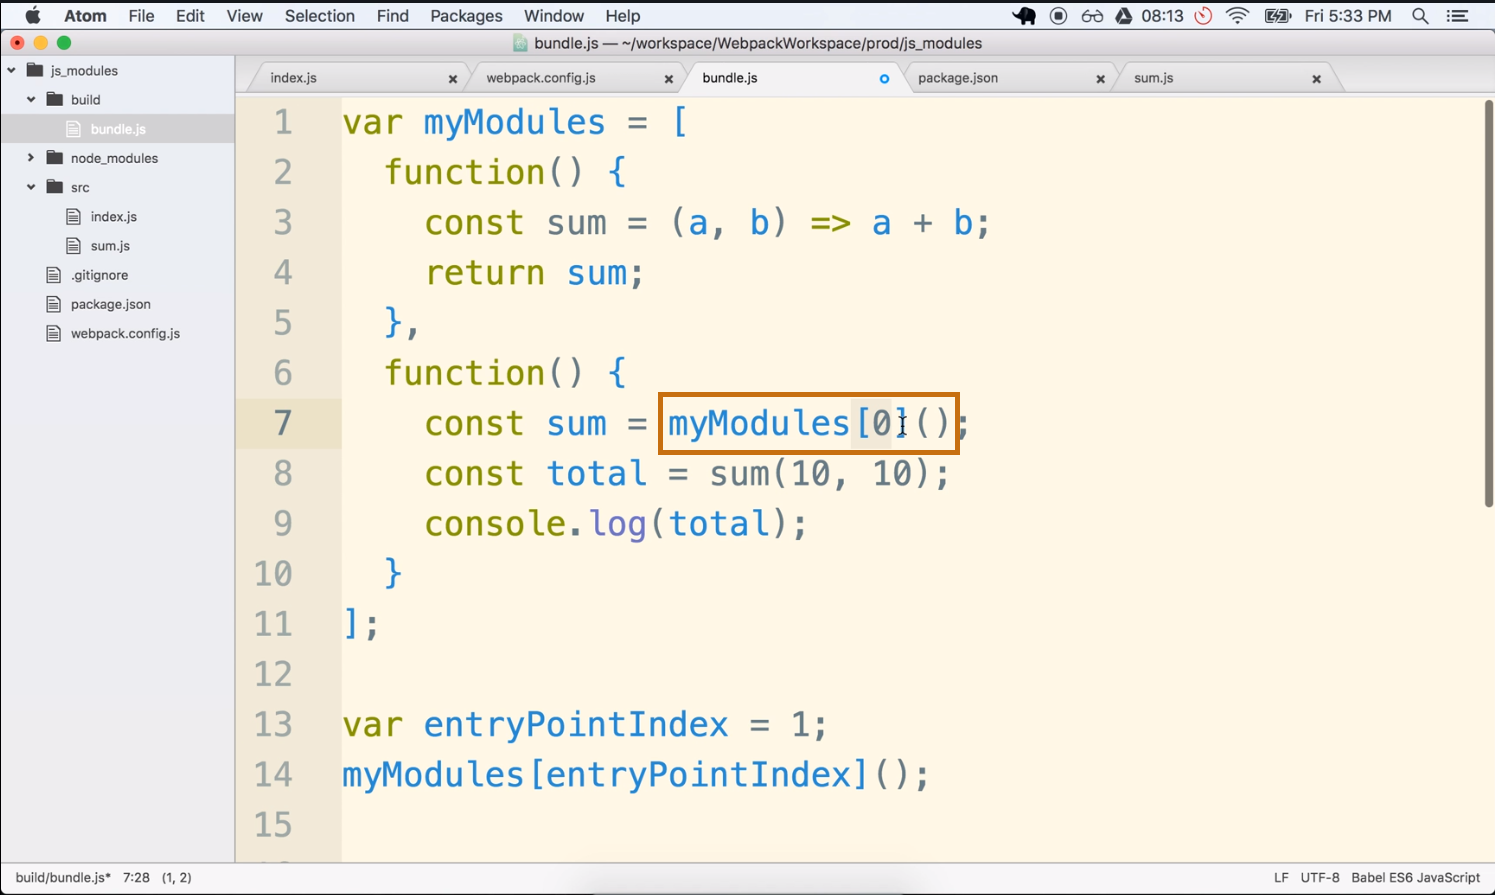 Atom File Edit View Selection Find Packages Window Help 08:13 Fri 5:33 PM
bundle.js — ~/workspace/WebpackWorkspace/prod/js_modules
js_modules
build
bundle.js
node_modules
src
index.js
sum.js
.gitignore
package.json
webpack.config.js
index.js webpack.config.js bundle.js package.json sum.js
1 var myModules = [
2   function() {
3     const sum = (a, b) => a + b;
4     return sum;
5   },
6   function() {
7     const sum = myModules[0]();
8     const total = sum(10, 10);
9     console.log(total);
10   }
11 ];
12
13 var entryPointIndex = 1;
14 myModules[entryPointIndex]();
15
build/bundle.js* 7:28 (1, 2) LF UTF-8 Babel ES6 JavaScript